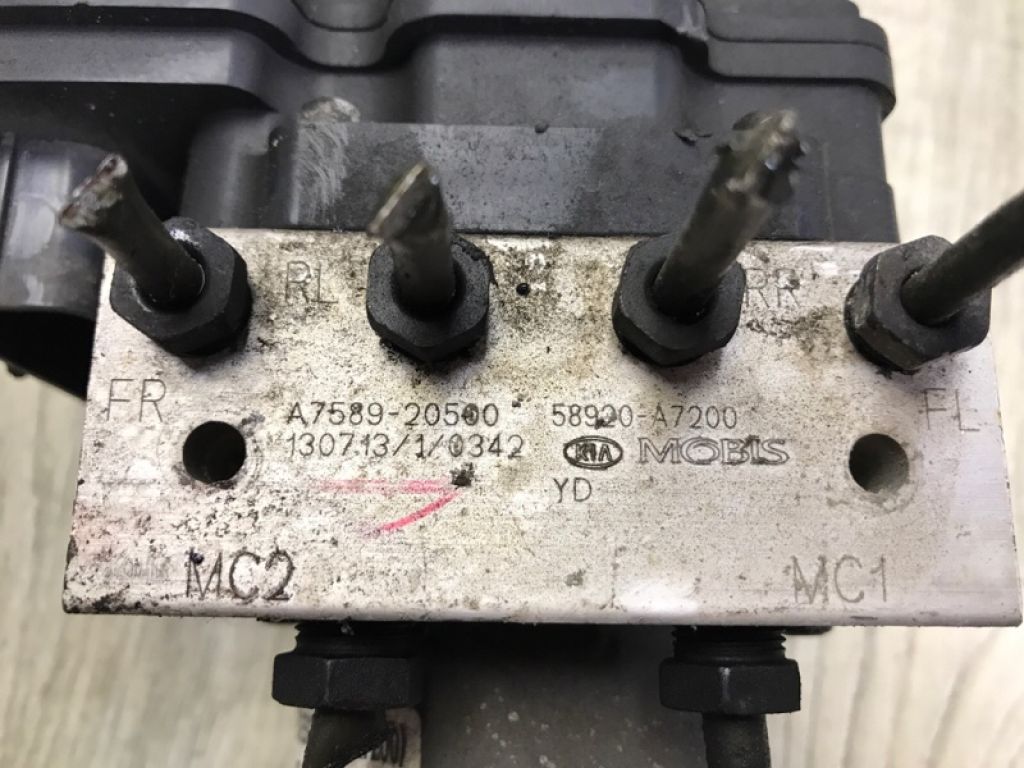 RL RR
FR FL
A7589-20500 58920-A7200
130713/1/0342 KIA MOBIS
YD
MC2 MC1